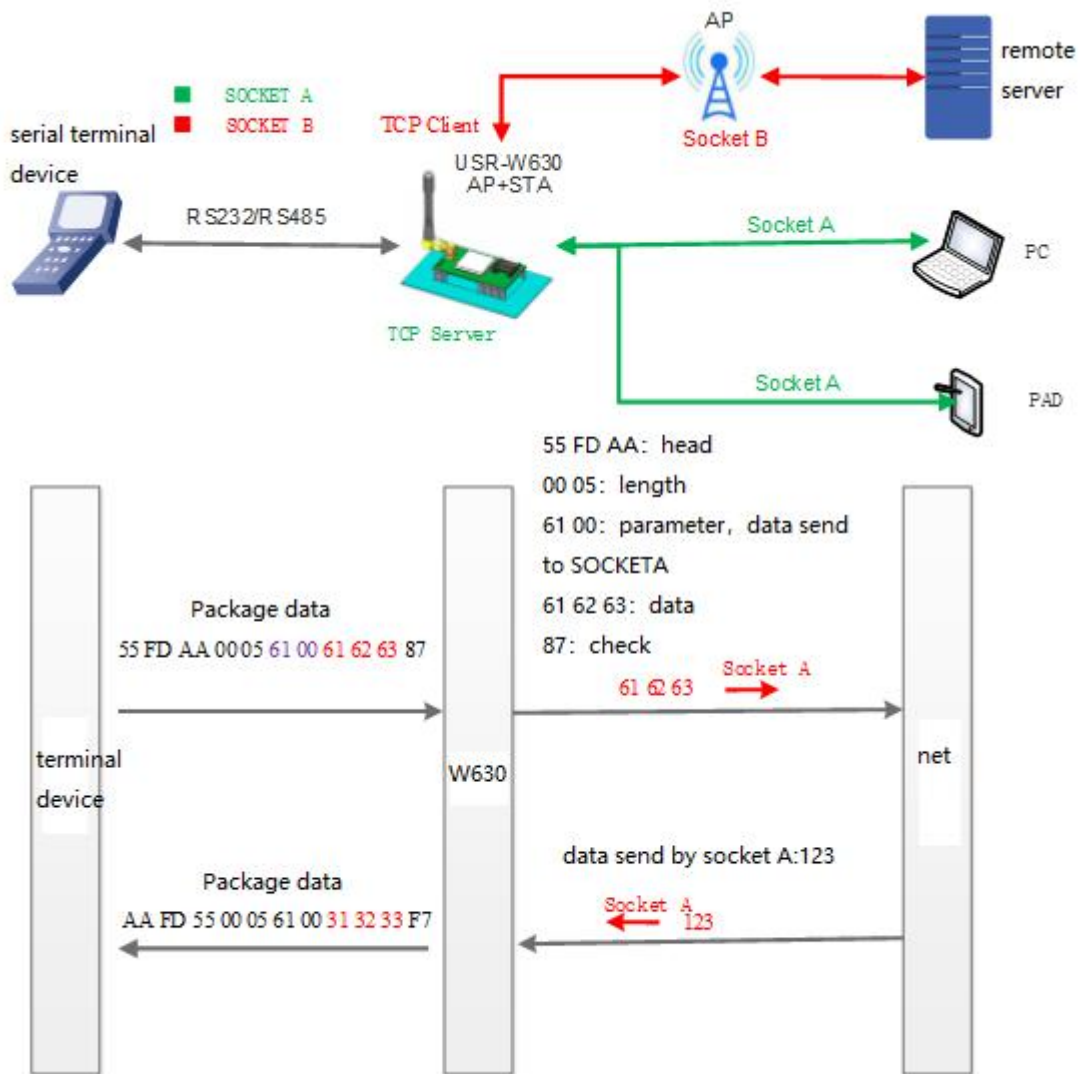 AP
remote
server
SOCKET A
SOCKET B
serial terminal
device
TCP Client
Socket B
USR-W630
AP+STA
RS232/RS485
Socket A
PC
TCP Server
Socket A
PAD
55 FD AA: head
00 05: length
61 00: parameter, data send
to SOCKETA
61 62 63: data
87: check
Package data
55 FD AA 00 05 61 00 61 62 63 87
Socket A
61 62 63
terminal
device
W630
net
data send by socket A:123
Package data
AA FD 55 00 05 61 00 31 32 33 F7
Socket A
123